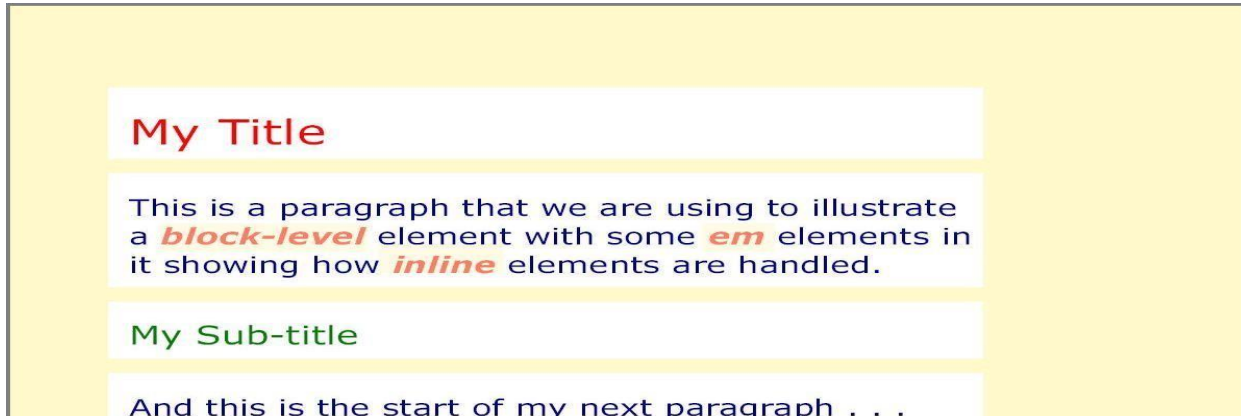 My Title
This is a paragraph that we are using to illustrate
a block-level element with some em elements in
it showing how inline elements are handled.
My Sub-title
And this is the start of my next paragraph . . .